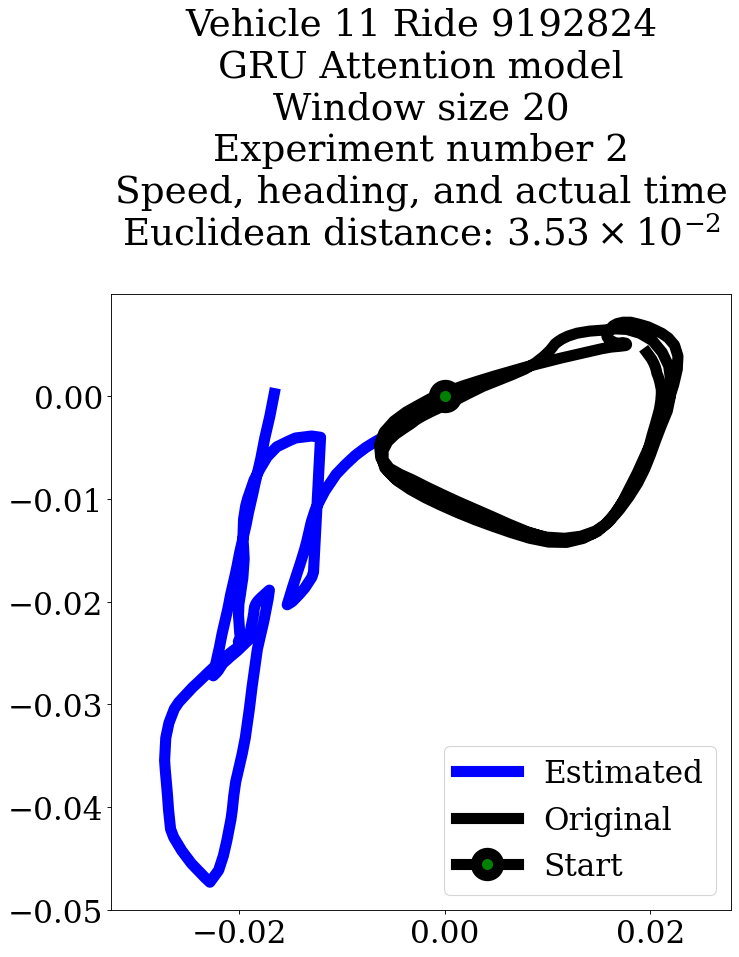 Vehicle 11 Ride 9192824
GRU Attention model
Window size 20
Experiment number 2
Speed, heading, and actual time
Euclidean distance: 3.53 × 10⁻²
0.00
−0.01
−0.02
−0.03
−0.04
−0.05
−0.02
0.00
0.02
Estimated
Original
Start